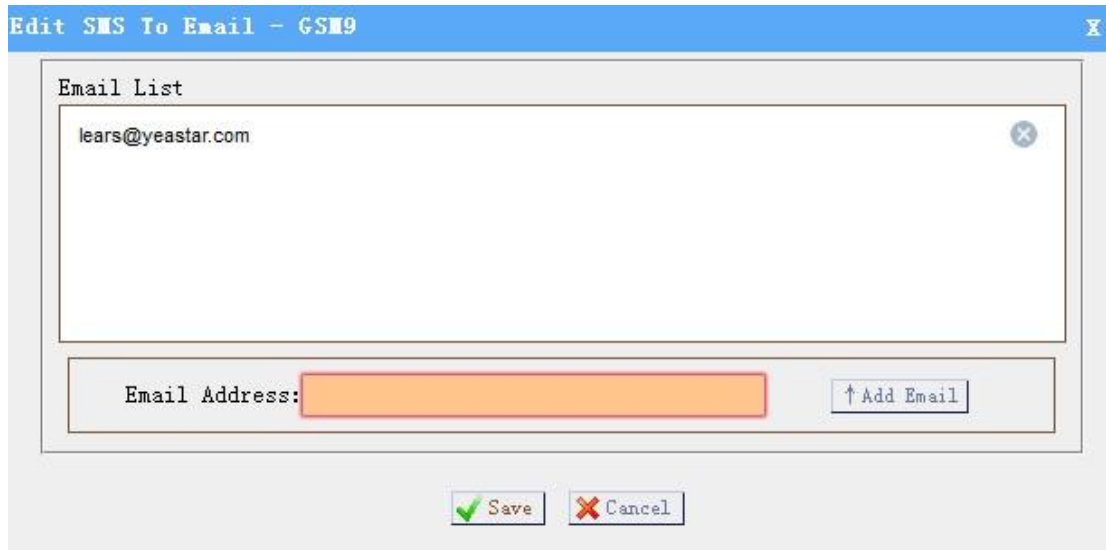 Edit SMS To Email - GSM9 X
Email List
lears@yeastar.com
Email Address: ↑ Add Email
Save Cancel